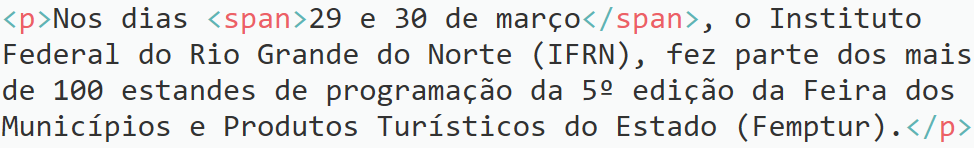 <p>Nos dias <span>29 e 30 de março</span>, o Instituto
Federal do Rio Grande do Norte (IFRN), fez parte dos mais
de 100 estandes de programação da 5º edição da Feira dos
Municípios e Produtos Turísticos do Estado (Femptur).</p>